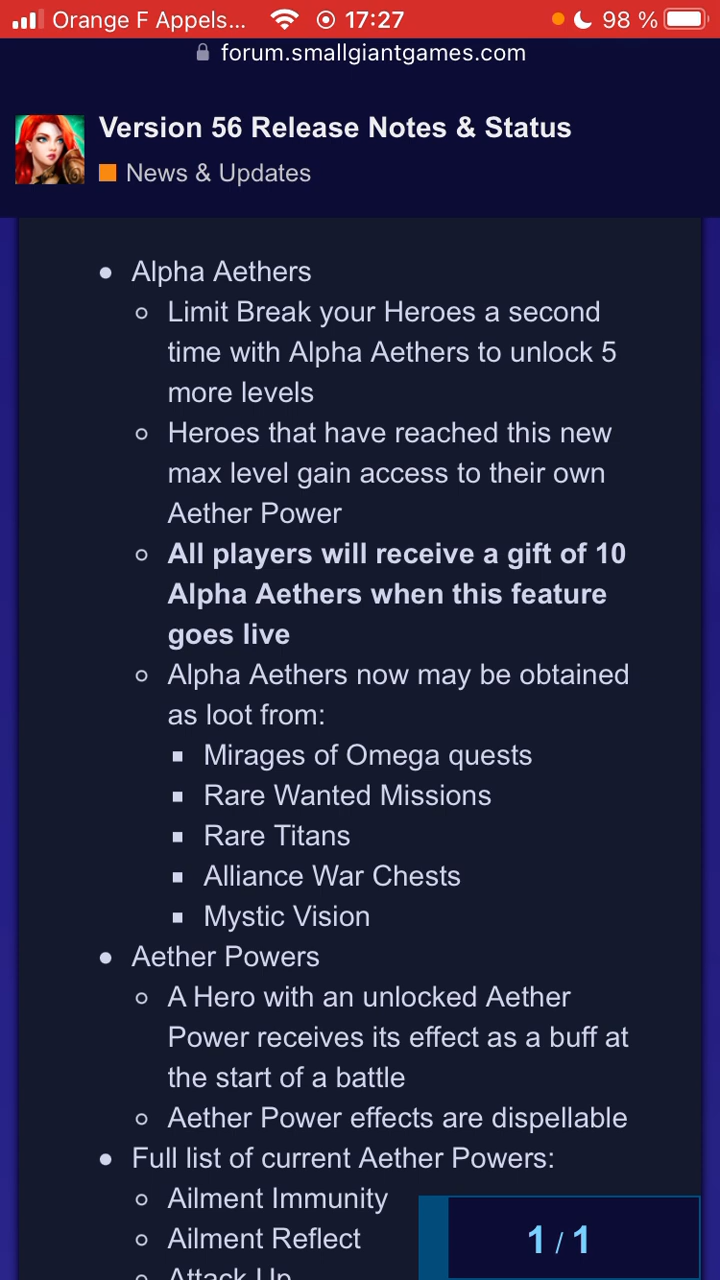 Orange F Appels... 17:27 98 %
forum.smallgiantgames.com
Version 56 Release Notes & Status
News & Updates
Alpha Aethers
Limit Break your Heroes a second
time with Alpha Aethers to unlock 5
more levels
Heroes that have reached this new
max level gain access to their own
Aether Power
All players will receive a gift of 10
Alpha Aethers when this feature
goes live
Alpha Aethers now may be obtained
as loot from:
Mirages of Omega quests
Rare Wanted Missions
Rare Titans
Alliance War Chests
Mystic Vision
Aether Powers
A Hero with an unlocked Aether
Power receives its effect as a buff at
the start of a battle
Aether Power effects are dispellable
Full list of current Aether Powers:
Ailment Immunity
Ailment Reflect
Attack Up
1 / 1